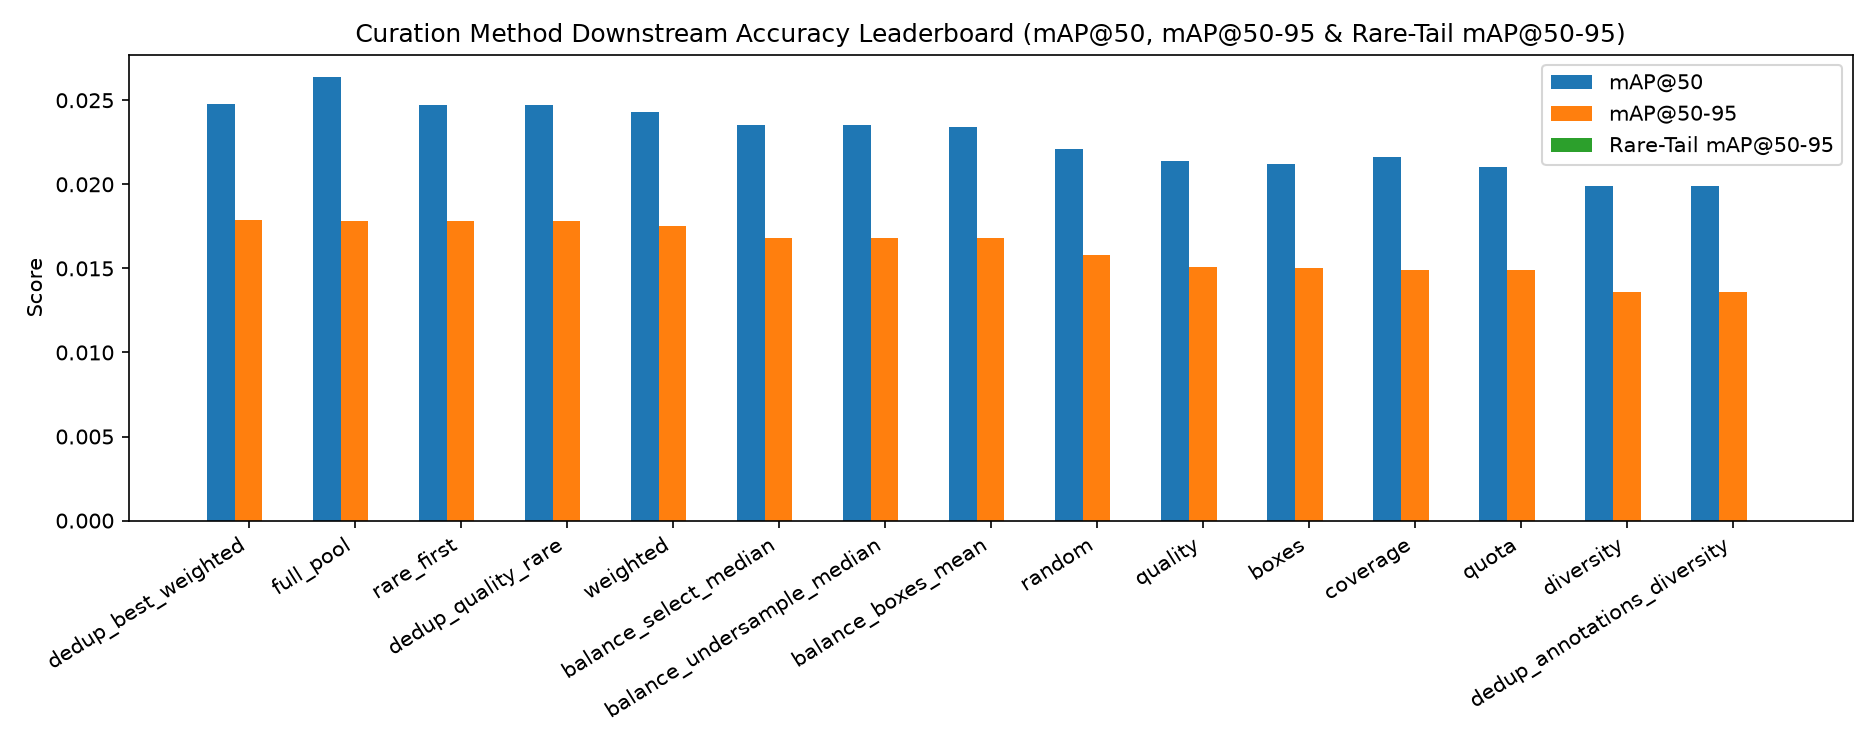 Curation Method Downstream Accuracy Leaderboard (mAP@50, mAP@50-95 & Rare-Tail mAP@50-95)
mAP@50
mAP@50-95
Rare-Tail mAP@50-95
Score
0.025
0.020
0.015
0.010
0.005
0.000
dedup_best_weighted
full_pool
rare_first
dedup_quality_rare
weighted
balance_select_median
balance_undersample_median
balance_boxes_mean
random
quality
boxes
coverage
quota
diversity
dedup_annotations_diversity